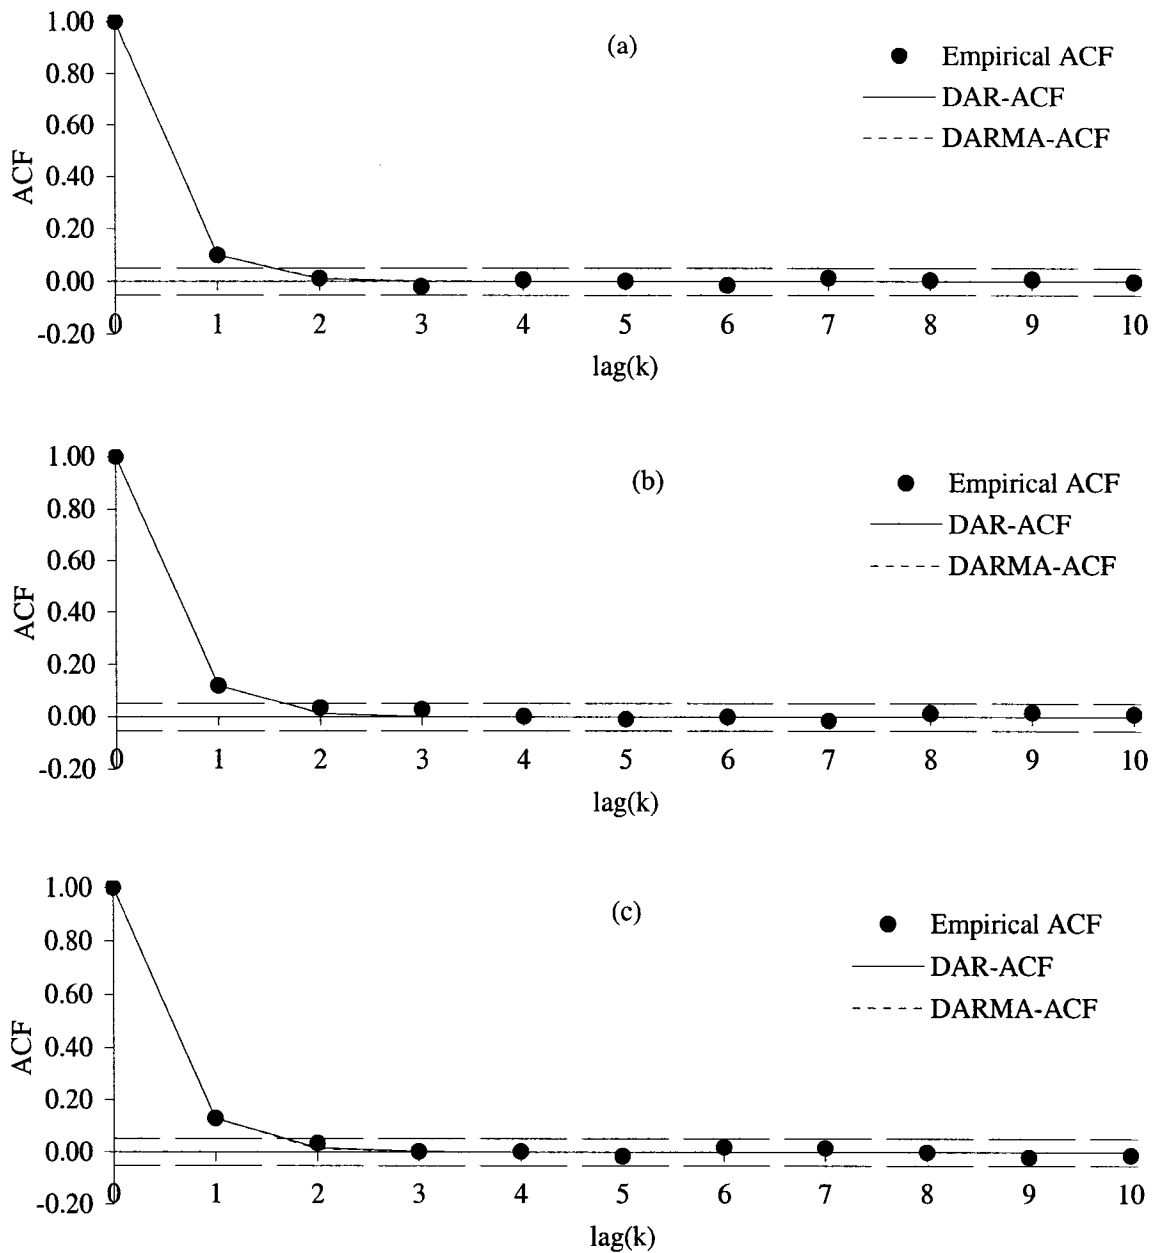 1.00
(a)
Empirical ACF
0.80
DAR-ACF
0.60
DARMA-ACF
ACF
0.40
0.20
0.00
-0.20
0 1 2 3 4 5 6 7 8 9 10
lag(k)
1.00
(b)
Empirical ACF
0.80
DAR-ACF
0.60
DARMA-ACF
ACF
0.40
0.20
0.00
-0.20
0 1 2 3 4 5 6 7 8 9 10
lag(k)
1.00
(c)
Empirical ACF
0.80
DAR-ACF
0.60
DARMA-ACF
ACF
0.40
0.20
0.00
-0.20
0 1 2 3 4 5 6 7 8 9 10
lag(k)